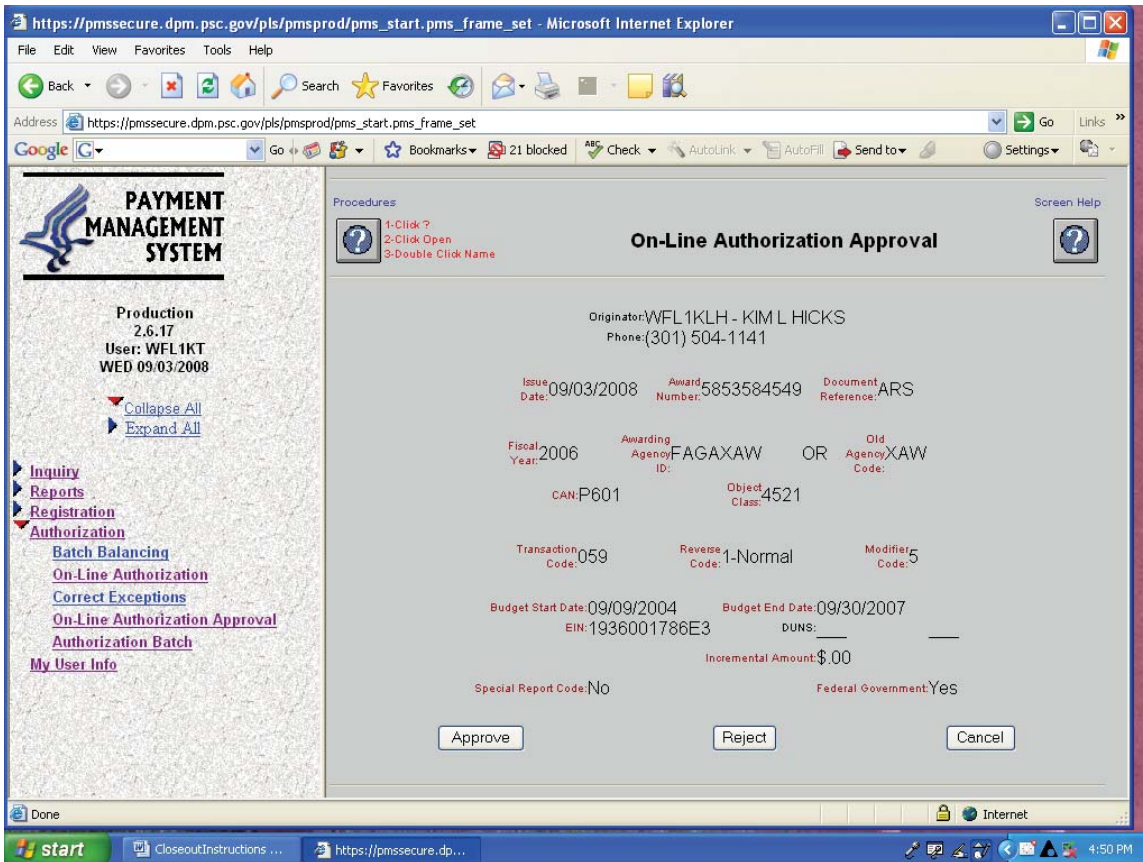 https://pmssecure.dpm.psc.gov/pls/pmsprod/pms_start.pms_frame_set - Microsoft Internet Explorer
File Edit View Favorites Tools Help
Back Search Favorites
Address https://pmssecure.dpm.psc.gov/pls/pmsprod/pms_start.pms_frame_set Go Links »
Google G Go Bookmarks 21 blocked ABC Check AutoLink AutoFill Send to Settings
PAYMENT
MANAGEMENT
SYSTEM
Production
2.6.17
User: WFL1KT
WED 09/03/2008
Collapse All
Expand All
Inquiry
Reports
Registration
Authorization
Batch Balancing
On-Line Authorization
Correct Exceptions
On-Line Authorization Approval
Authorization Batch
My User Info
Procedures
1-Click ?
2-Click Open
3-Double Click Name
On-Line Authorization Approval
Screen Help
Originator: WFL1KLH - KIM L HICKS
Phone: (301) 504-1141
Issue Date: 09/03/2008 Award Number: 5853584549 Document Reference: ARS
Fiscal Year: 2006 Awarding Agency ID: FAGAXAW OR Old Agency Code: XAW
CAN: P601 Object Class: 4521
Transaction Code: 059 Reverse Code: 1-Normal Modifier Code: 5
Budget Start Date: 09/09/2004 Budget End Date: 09/30/2007
EIN: 1936001786E3 DUNS: ___ ___
Incremental Amount: $.00
Special Report Code: No Federal Government: Yes
Approve Reject Cancel
Done Internet
start CloseoutInstructions ... https://pmssecure.dp... 4:50 PM